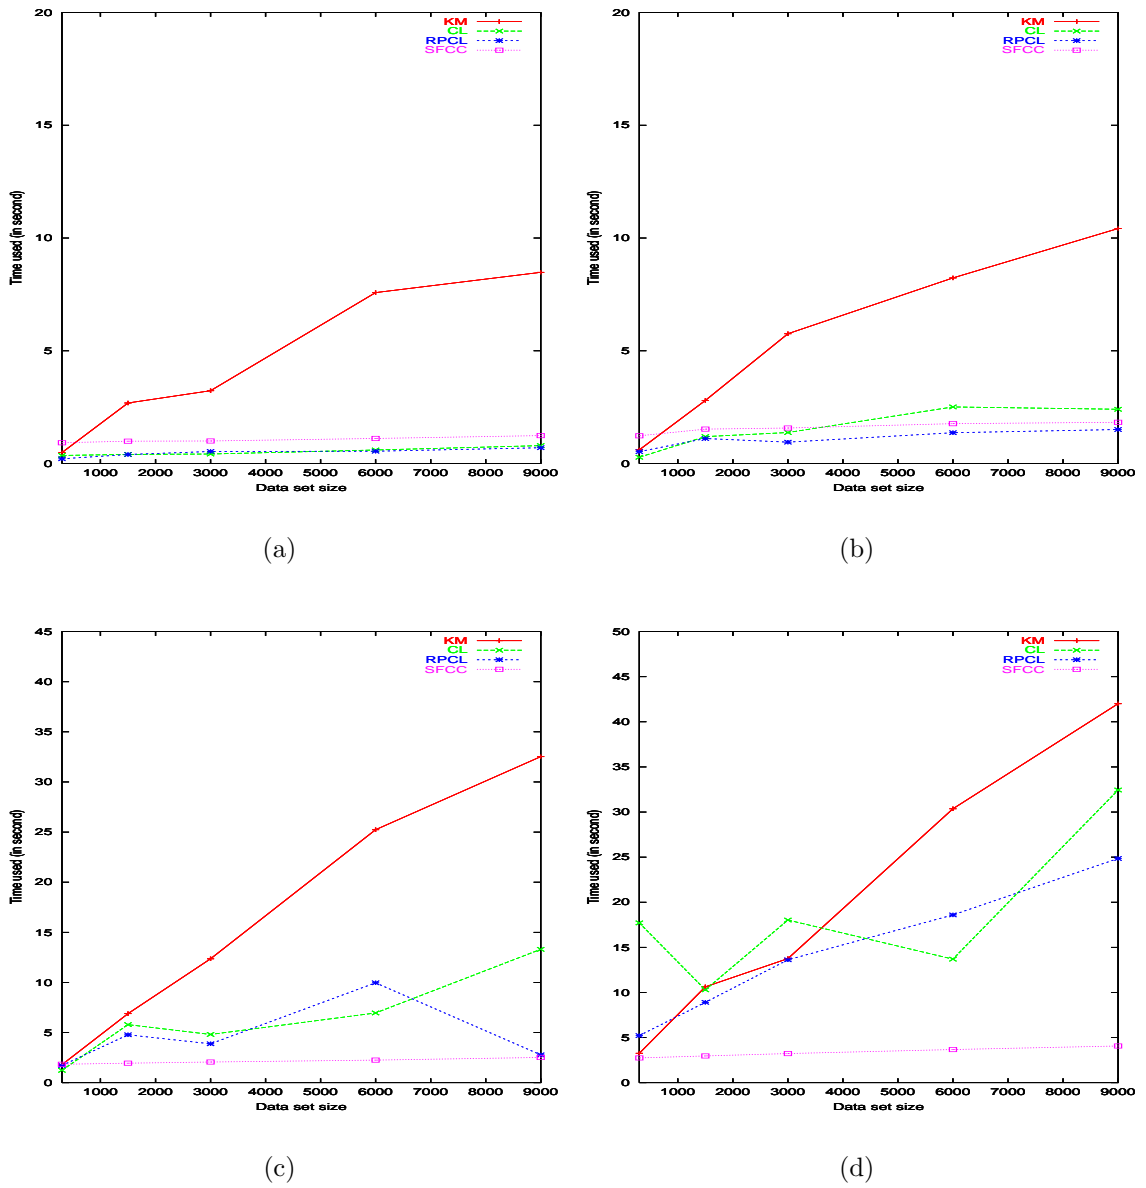 20
15
10
5
0
1000 2000 3000 4000 5000 6000 7000 8000 9000
Time used (in second)
Data set size
KM
CL
RPCL
SFCC
(a)
20
15
10
5
0
1000 2000 3000 4000 5000 6000 7000 8000 9000
Time used (in second)
Data set size
KM
CL
RPCL
SFCC
(b)
45
40
35
30
25
20
15
10
5
0
1000 2000 3000 4000 5000 6000 7000 8000 9000
Time used (in second)
Data set size
KM
CL
RPCL
SFCC
(c)
50
45
40
35
30
25
20
15
10
5
0
1000 2000 3000 4000 5000 6000 7000 8000 9000
Time used (in second)
Data set size
KM
CL
RPCL
SFCC
(d)